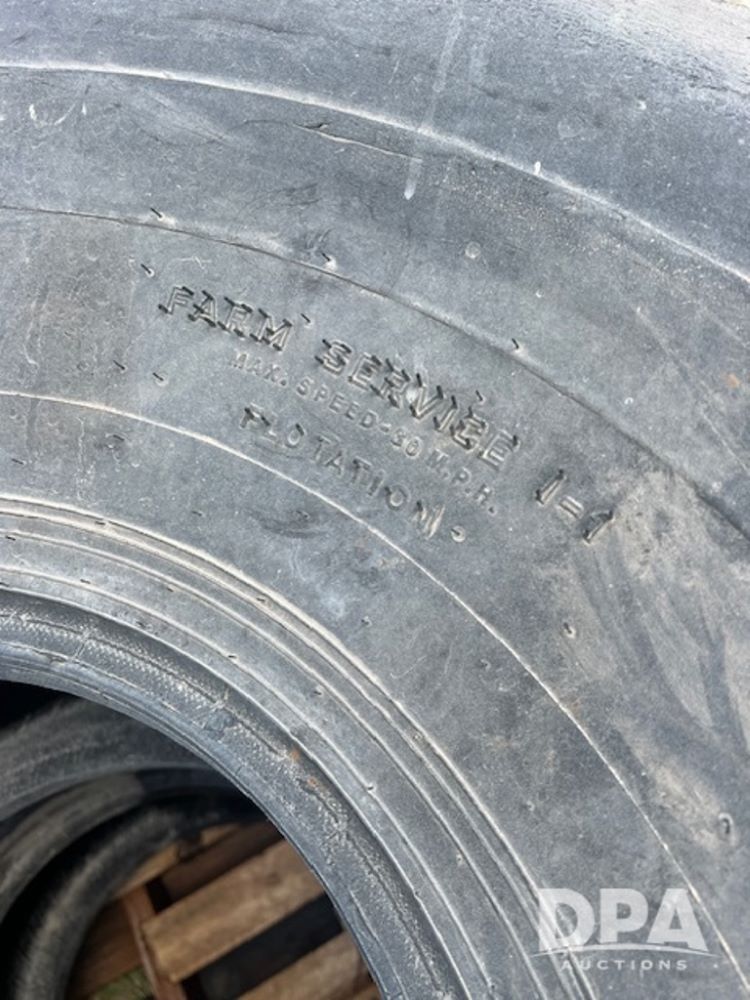 FARM SERVICE I-1
MAX. SPEED-30 M.P.H.
FLOTATION
DPA
AUCTIONS